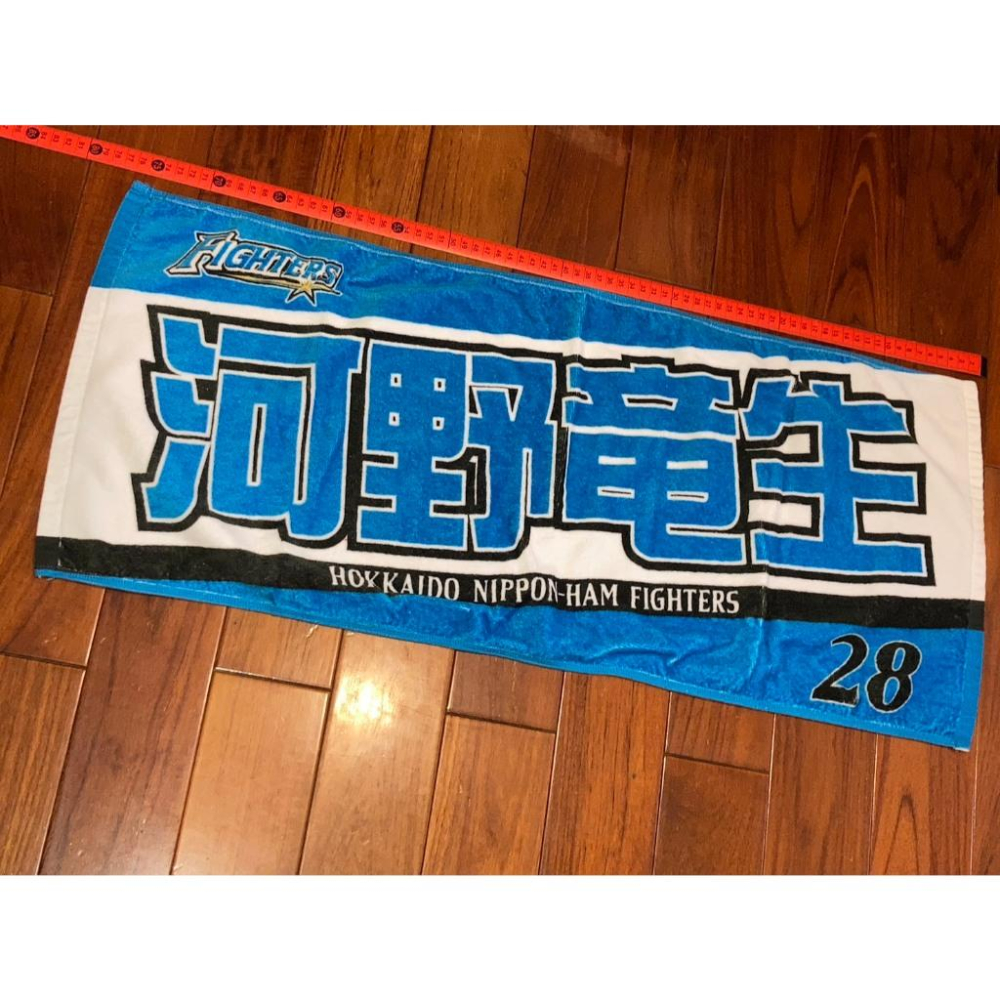 FIGHTERS
河野竜生
HOKKAIDO NIPPON-HAM FIGHTERS
28